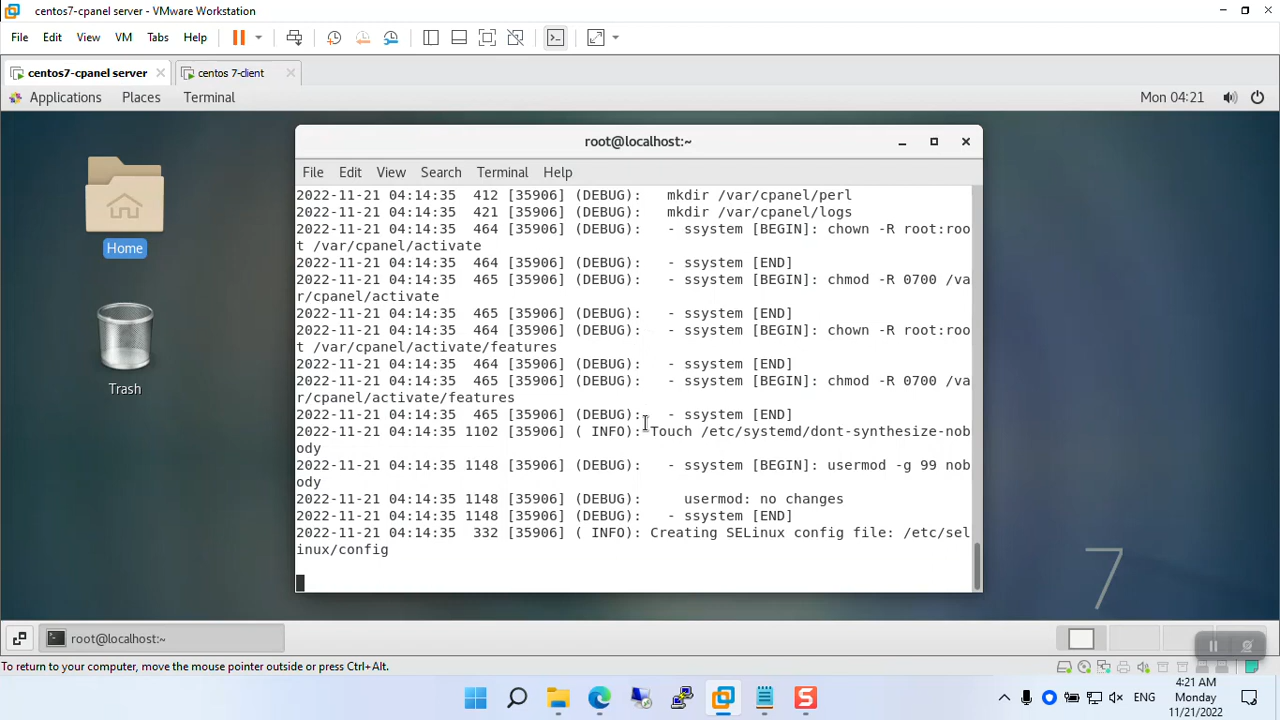 centos7-cpanel server - VMware Workstation
File Edit View VM Tabs Help
centos7-cpanel server centos 7-client
Applications Places Terminal Mon 04:21
root@localhost:~
File Edit View Search Terminal Help
2022-11-21 04:14:35  412 [35906] (DEBUG):   mkdir /var/cpanel/perl
2022-11-21 04:14:35  421 [35906] (DEBUG):   mkdir /var/cpanel/logs
2022-11-21 04:14:35  464 [35906] (DEBUG):   - ssystem [BEGIN]: chown -R root:roo
t /var/cpanel/activate
2022-11-21 04:14:35  464 [35906] (DEBUG):   - ssystem [END]
2022-11-21 04:14:35  465 [35906] (DEBUG):   - ssystem [BEGIN]: chmod -R 0700 /va
r/cpanel/activate
2022-11-21 04:14:35  465 [35906] (DEBUG):   - ssystem [END]
2022-11-21 04:14:35  464 [35906] (DEBUG):   - ssystem [BEGIN]: chown -R root:roo
t /var/cpanel/activate/features
2022-11-21 04:14:35  464 [35906] (DEBUG):   - ssystem [END]
2022-11-21 04:14:35  465 [35906] (DEBUG):   - ssystem [BEGIN]: chmod -R 0700 /va
r/cpanel/activate/features
2022-11-21 04:14:35  465 [35906] (DEBUG):   - ssystem [END]
2022-11-21 04:14:35 1102 [35906] ( INFO): Touch /etc/systemd/dont-synthesize-nob
ody
2022-11-21 04:14:35 1148 [35906] (DEBUG):   - ssystem [BEGIN]: usermod -g 99 nob
ody
2022-11-21 04:14:35 1148 [35906] (DEBUG):     usermod: no changes
2022-11-21 04:14:35 1148 [35906] (DEBUG):   - ssystem [END]
2022-11-21 04:14:35  332 [35906] ( INFO): Creating SELinux config file: /etc/sel
inux/config
Home
Trash
7
root@localhost:~
To return to your computer, move the mouse pointer outside or press Ctrl+Alt.
ENG
4:21 AM
Monday
11/21/2022